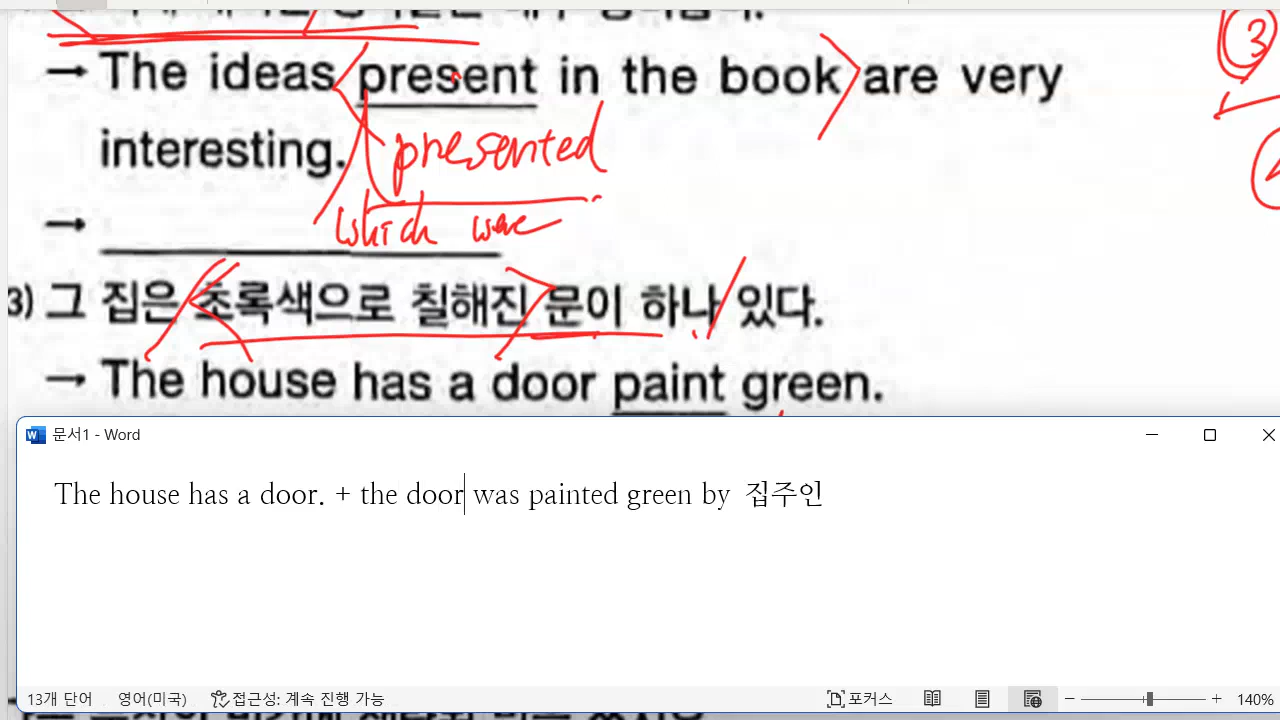 → The ideas present in the book are very
③
interesting. presented
→ which were
3) 그 집은 초록색으로 칠해진 문이 하나 있다.
→ The house has a door paint green.
문서1 - Word
The house has a door. + the door was painted green by 집주인
13개 단어 영어(미국) 접근성: 계속 진행 가능 포커스 140%